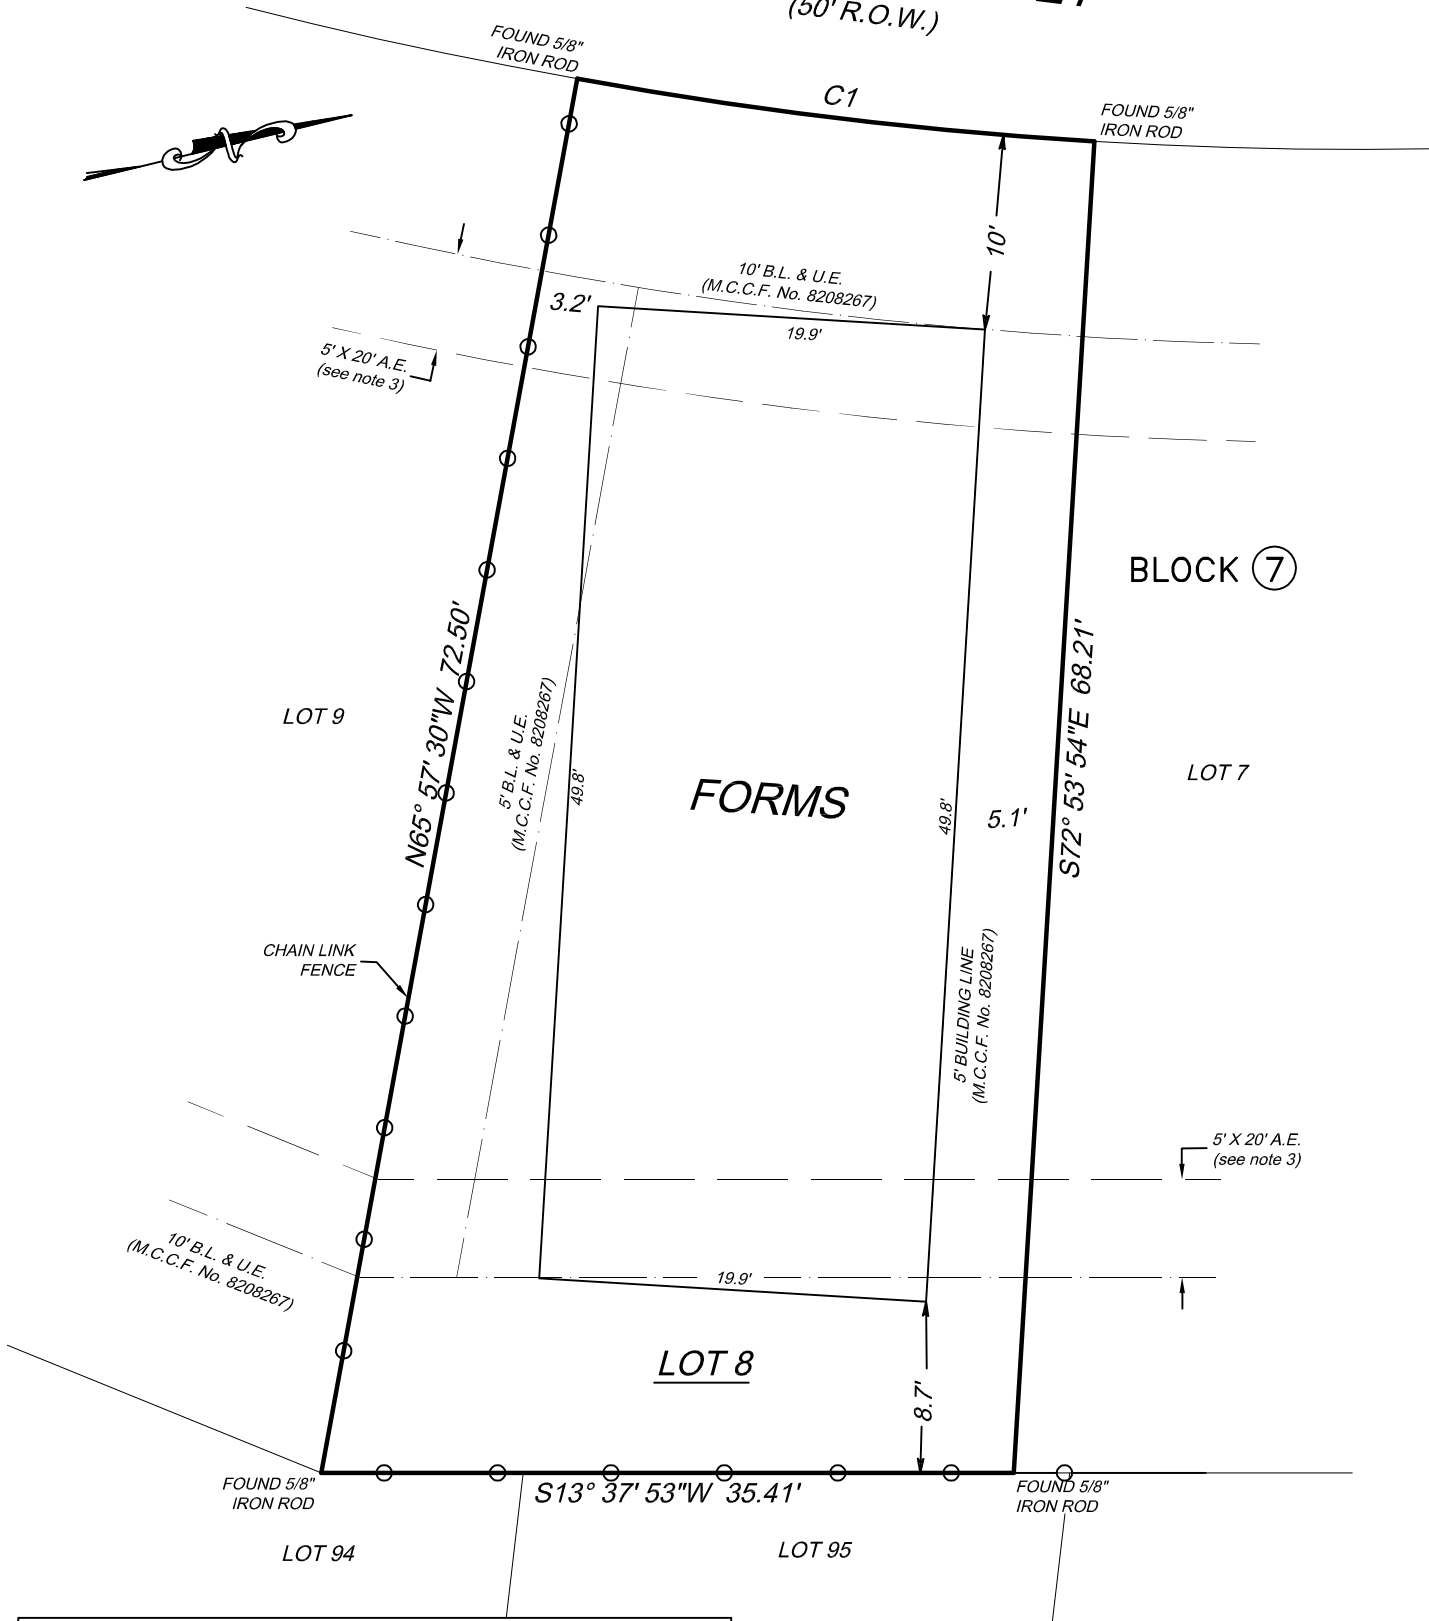 (50' R.O.W.)
FOUND 5/8"
IRON ROD
C1
FOUND 5/8"
IRON ROD
10'
10' B.L. & U.E.
(M.C.C.F. No. 8208267)
3.2'
19.9'
5' X 20' A.E.
(see note 3)
BLOCK 7
N65° 57' 30"W 72.50'
S72° 53' 54"E 68.21'
LOT 9
5' B.L. & U.E.
(M.C.C.F. No. 8208267)
49.8'
FORMS
49.8'
5.1'
LOT 7
CHAIN LINK
FENCE
5' BUILDING LINE
(M.C.C.F. No. 8208267)
5' X 20' A.E.
(see note 3)
10' B.L. & U.E.
(M.C.C.F. No. 8208267)
19.9'
LOT 8
8.7'
FOUND 5/8"
IRON ROD
S13° 37' 53"W 35.41'
FOUND 5/8"
IRON ROD
LOT 94
LOT 95